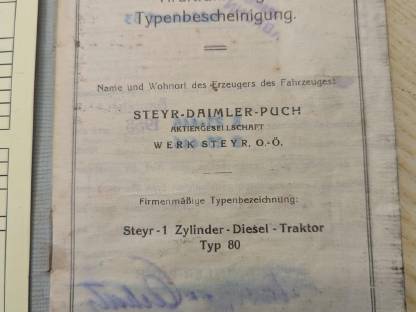 Typenbescheinigung.
Name und Wohnort des Erzeugers des Fahrzeuges:
STEYR-DAIMLER-PUCH
AKTIENGESELLSCHAFT
WERK STEYR, O.-Ö.
Firmenmäßige Typenbezeichnung:
Steyr-1 Zylinder-Diesel-Traktor
Typ 80